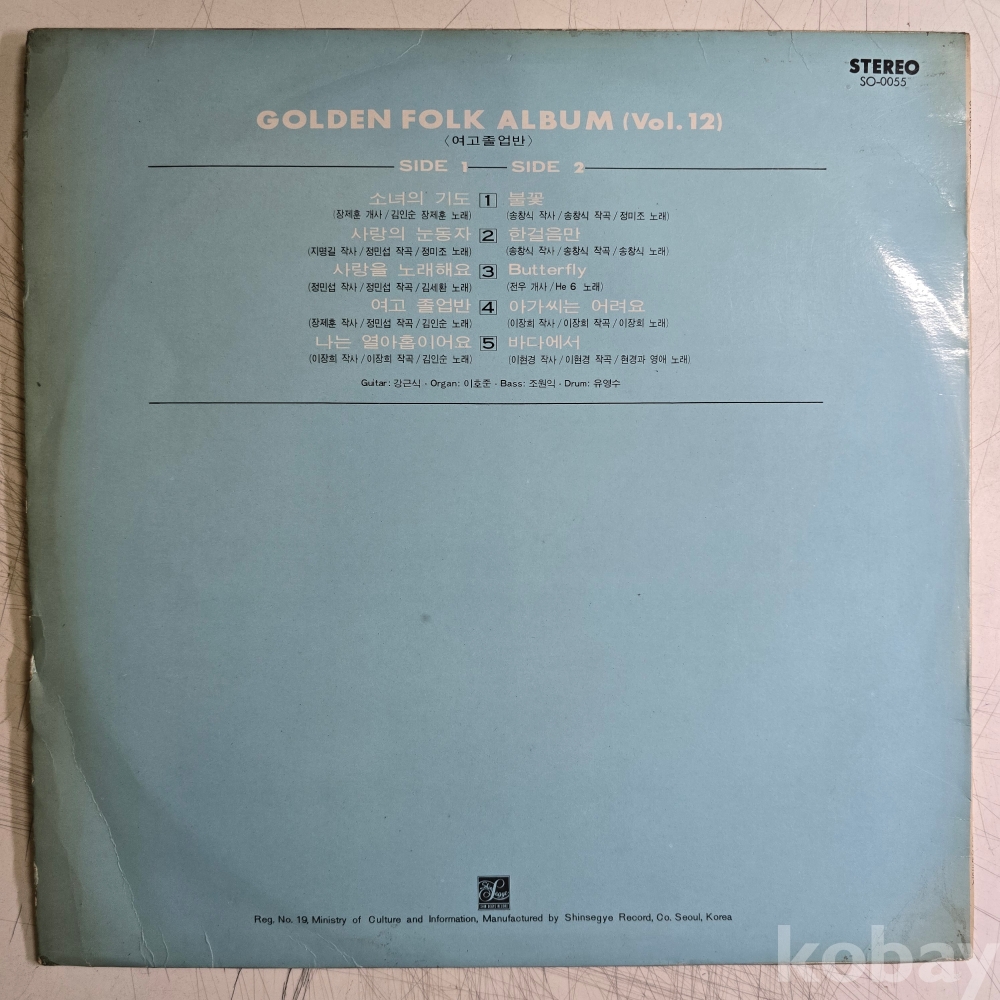 STEREO
SO-0055
GOLDEN FOLK ALBUM (Vol. 12)
〈여고졸업반〉
SIDE 1 SIDE 2
소녀의 기도 1 불꽃
(장제훈 개사/김인순 장제훈 노래) (송창식 작사/송창식 작곡/정미조 노래)
사랑의 눈동자 2 한걸음만
(지명길 작사/정민섭 작곡/정미조 노래) (송창식 작사/송창식 작곡/송창식 노래)
사랑을 노래해요 3 Butterfly
(정민섭 작사/정민섭 작곡/김세환 노래) (전우 개사/He 6 노래)
여고 졸업반 4 아가씨는 어려요
(장제훈 작사/정민섭 작곡/김인순 노래) (이장희 작사/이장희 작곡/이장희 노래)
나는 열아홉이어요 5 바다에서
(이장희 작사/이장희 작곡/김인순 노래) (이현경 작사/이현경 작곡/현경과 영애 노래)
Guitar: 강근식 - Organ: 이호준 - Bass: 조원익 - Drum: 유영수
Reg. No. 19, Ministry of Culture and Information, Manufactured by Shinsegye Record, Co. Seoul, Korea
kobay